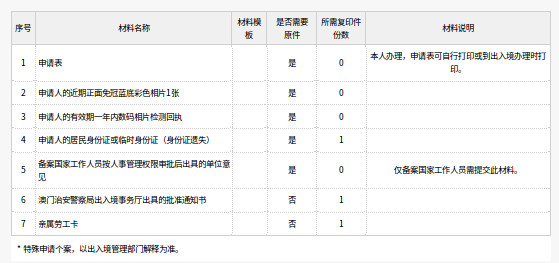 序号 材料名称 材料模板 是否需要原件 所需复印件份数 材料说明
1 申请表 是 0 本人办理，申请表可自行打印或到出入境办理时打印。
2 申请人的近期正面免冠蓝底彩色相片1张 是 0
3 申请人的有效期一年内数码相片检测回执 是 0
4 申请人的居民身份证或临时身份证（身份证遗失） 是 1
5 备案国家工作人员按人事管理权限审批后出具的单位意见 是 0 仅备案国家工作人员需提交此材料。
6 澳门治安警察局出入境事务厅出具的批准通知书 否 1
7 亲属劳工卡 否 1
* 特殊申请个案，以出入境管理部门解释为准。